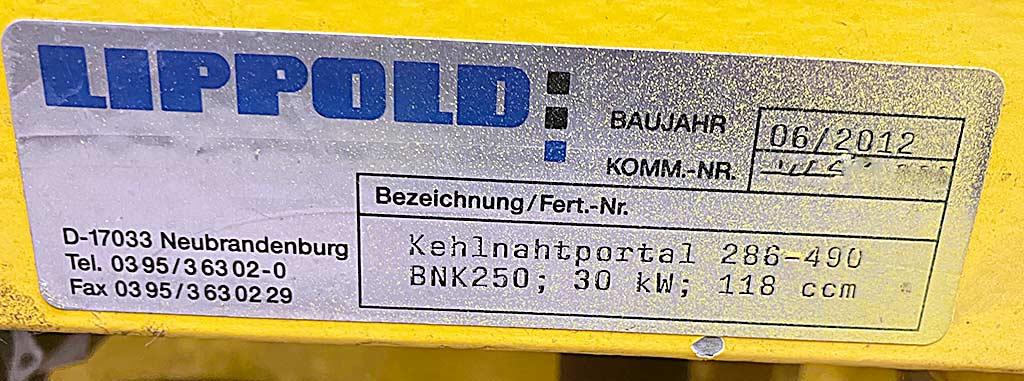 LIPPOLD
BAUJAHR 06/2012
KOMM.-NR.
Bezeichnung/Fert.-Nr.
Kehlnahtportal 286-490
BNK250; 30 kW; 118 ccm
D-17033 Neubrandenburg
Tel. 03 95/3 63 02-0
Fax 03 95/3 63 02 29